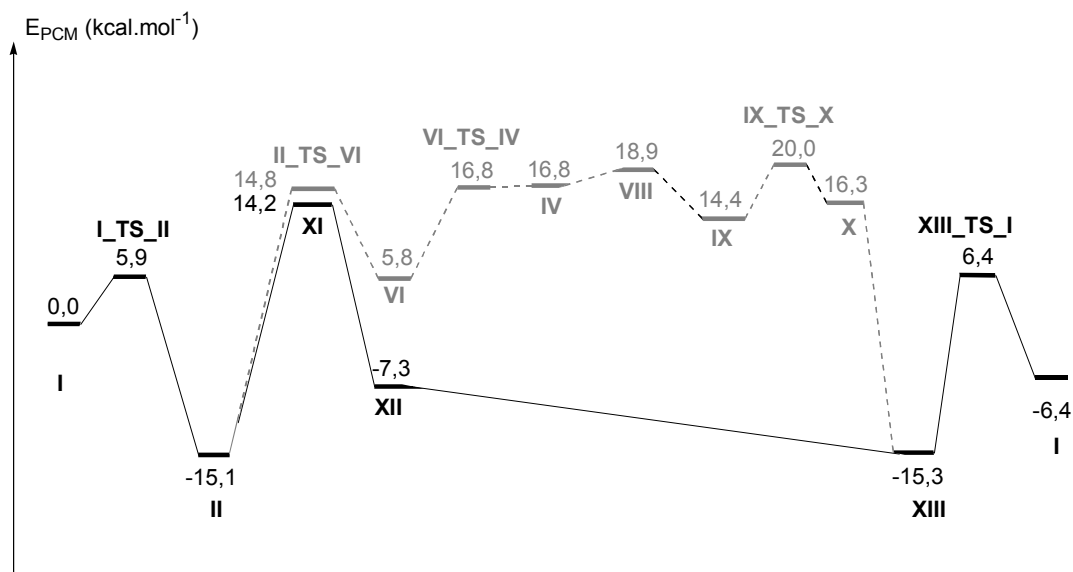 E_PCM (kcal.mol⁻¹)
IX_TS_X
20,0
VI_TS_IV
16,8
16,8
18,9
II_TS_VI
14,8
14,2
16,3
14,4
IV
VIII
XI
X
IX
I_TS_II
5,9
XIII_TS_I
6,4
5,8
VI
0,0
I
-7,3
XII
-6,4
I
-15,1
II
-15,3
XIII